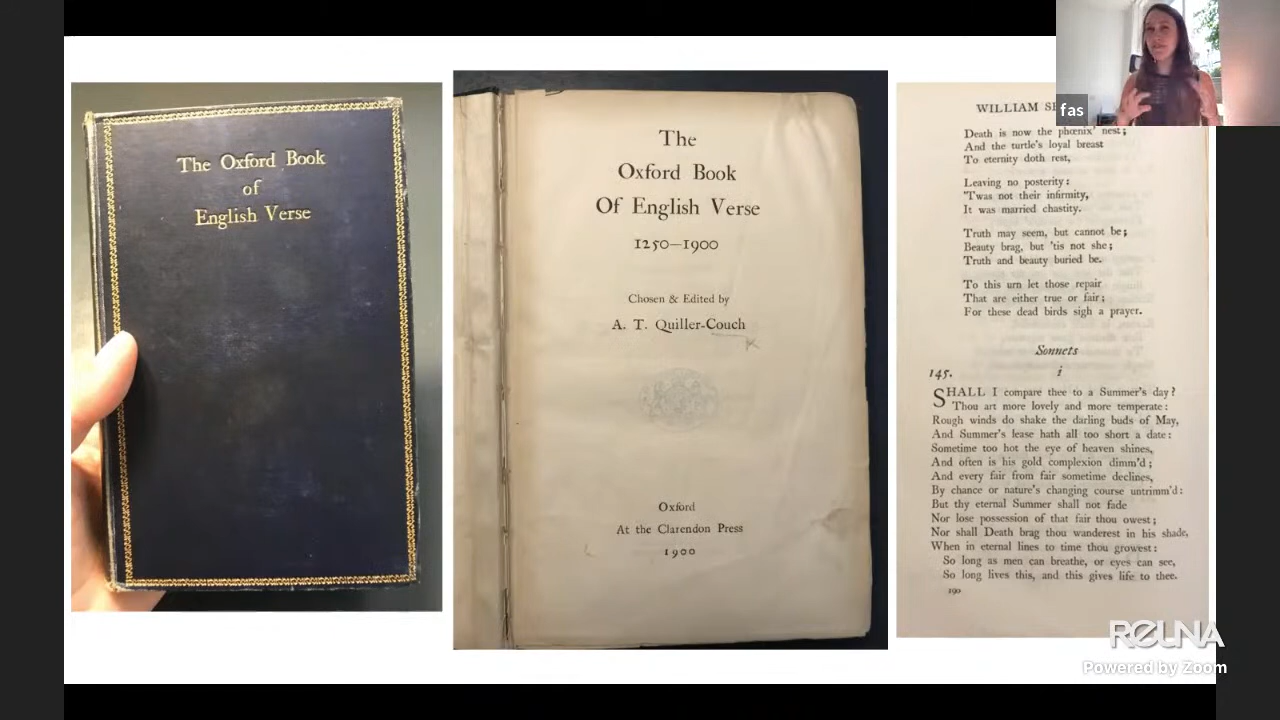 The Oxford Book
of
English Verse
The
Oxford Book
Of English Verse
1250—1900
Chosen & Edited by
A. T. Quiller-Couch
Oxford
At the Clarendon Press
1900
WILLIAM
Death is now the phœnix' nest;
And the turtle's loyal breast
To eternity doth rest,
Leaving no posterity:
'Twas not their infirmity,
It was married chastity.
Truth may seem, but cannot be;
Beauty brag, but 'tis not she;
Truth and beauty buried be.
To this urn let those repair
That are either true or fair;
For these dead birds sigh a prayer.
Sonnets
145.
i
SHALL I compare thee to a Summer's day?
Thou art more lovely and more temperate:
Rough winds do shake the darling buds of May,
And Summer's lease hath all too short a date:
Sometime too hot the eye of heaven shines,
And often is his gold complexion dimm'd;
And every fair from fair sometime declines,
By chance or nature's changing course untrimm'd:
But thy eternal Summer shall not fade
Nor lose possession of that fair thou owest;
Nor shall Death brag thou wanderest in his shade,
When in eternal lines to time thou growest:
So long as men can breathe, or eyes can see,
So long lives this, and this gives life to thee.
190
fas
REUNA
Powered by Zoom